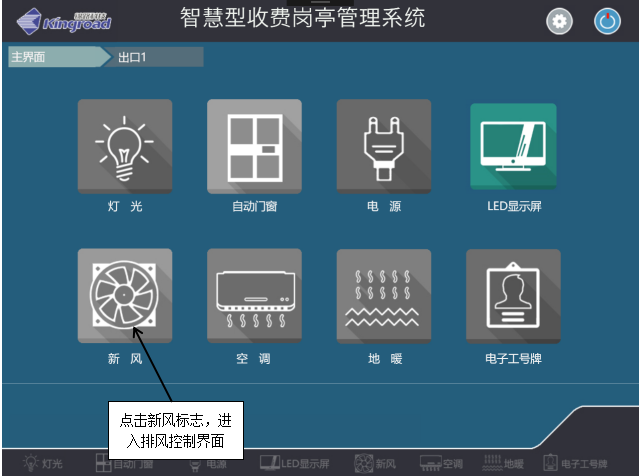 Kingroad
智慧型收费岗亭管理系统
主界面 出口1
灯 光 自动门窗 电 源 LED显示屏
新 风 空 调 地 暖 电子工号牌
点击新风标志，进
入排风控制界面
灯光 自动门窗 电源 LED显示屏 新风 空调 地暖 电子工号牌